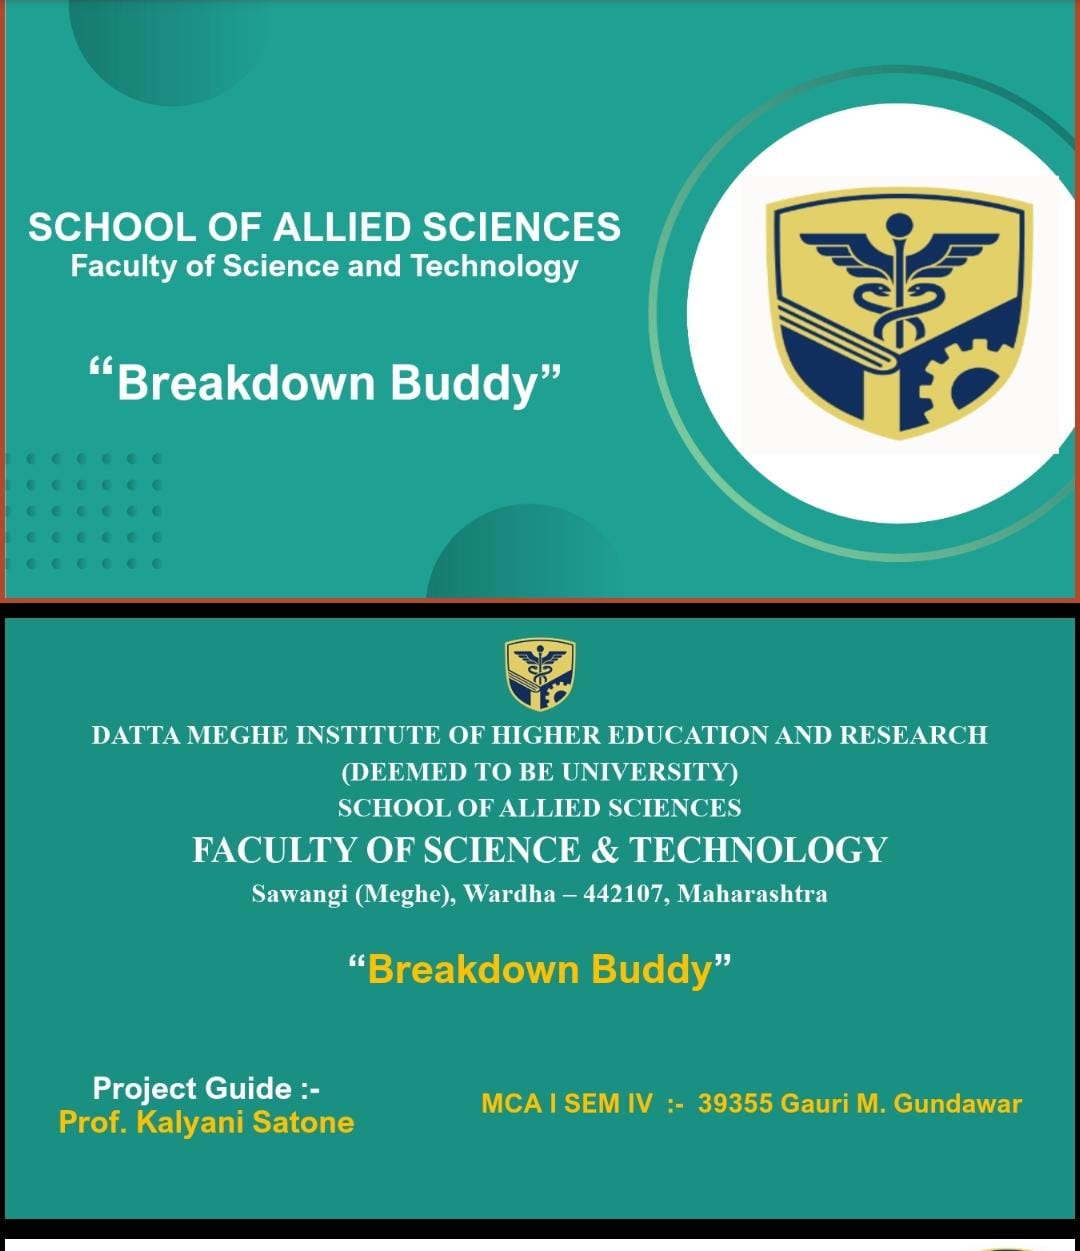 SCHOOL OF ALLIED SCIENCES
Faculty of Science and Technology
“Breakdown Buddy”
DATTA MEGHE INSTITUTE OF HIGHER EDUCATION AND RESEARCH
(DEEMED TO BE UNIVERSITY)
SCHOOL OF ALLIED SCIENCES
FACULTY OF SCIENCE & TECHNOLOGY
Sawangi (Meghe), Wardha – 442107, Maharashtra
“Breakdown Buddy”
Project Guide :-
Prof. Kalyani Satone
MCA I SEM IV :- 39355 Gauri M. Gundawar